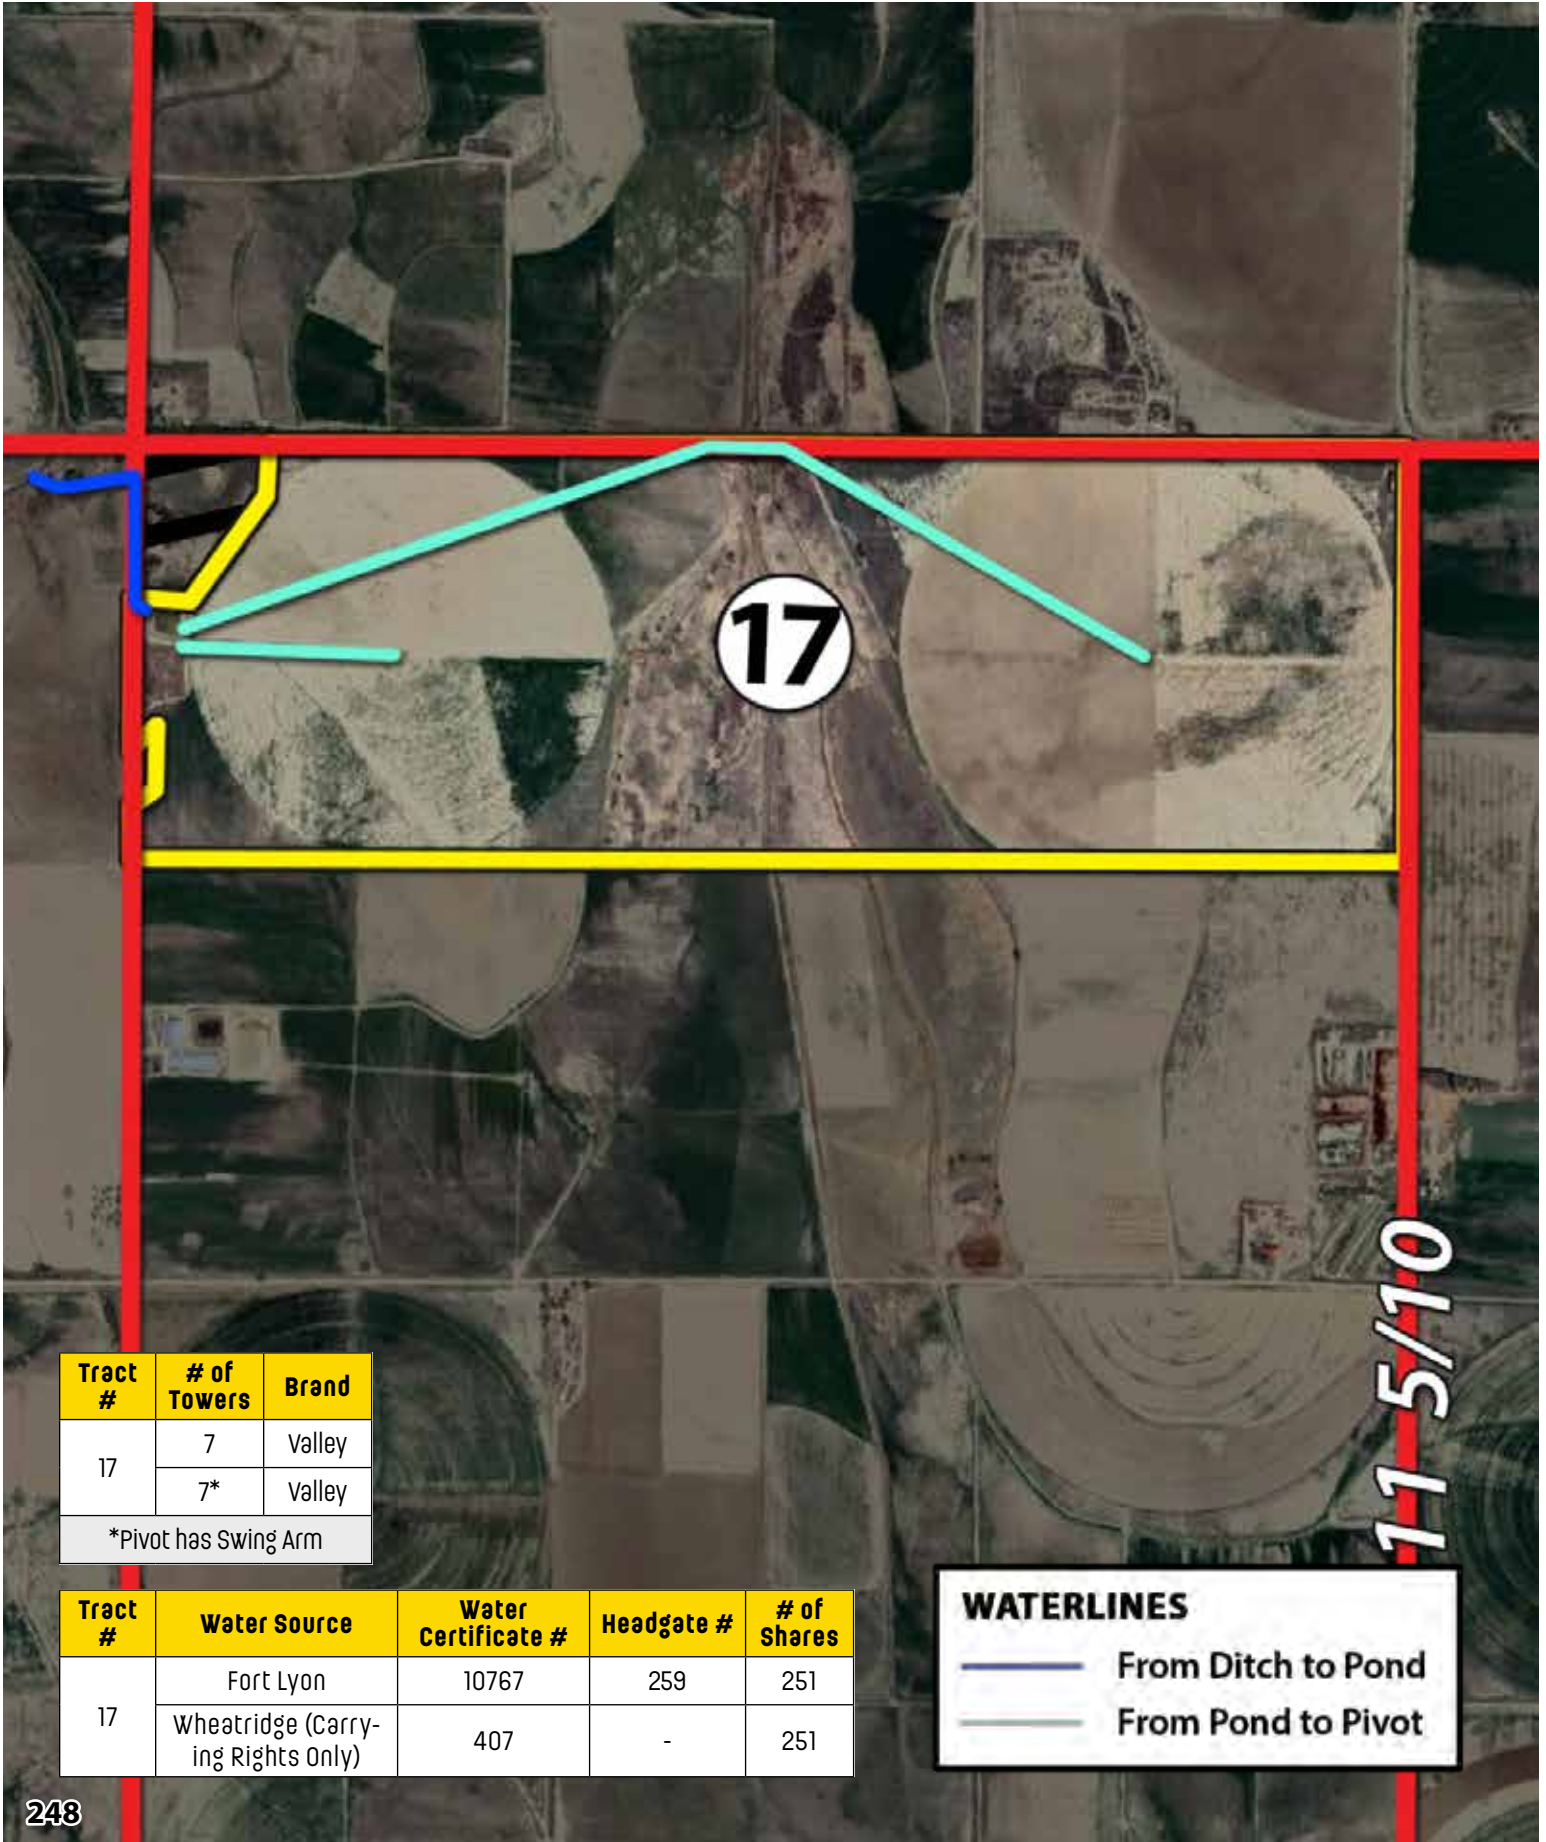 17
11 5/10
Tract # | # of Towers | Brand
17 | 7 | Valley
7* | Valley
*Pivot has Swing Arm
Tract # | Water Source | Water Certificate # | Headgate # | # of Shares
17 | Fort Lyon | 10767 | 259 | 251
Wheatridge (Carry-
ing Rights Only) | 407 | - | 251
WATERLINES
From Ditch to Pond
From Pond to Pivot
248